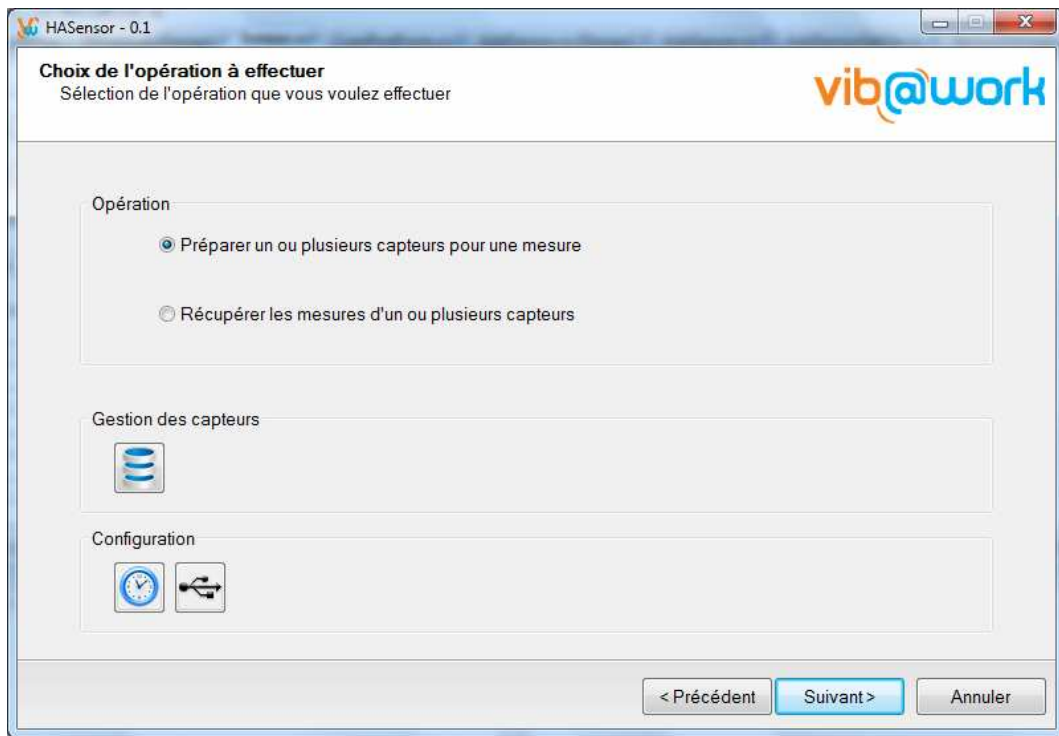 HASensor - 0.1
Choix de l'opération à effectuer
Sélection de l'opération que vous voulez effectuer
vib@work
Opération
Préparer un ou plusieurs capteurs pour une mesure
Récupérer les mesures d'un ou plusieurs capteurs
Gestion des capteurs
Configuration
< Précédent
Suivant >
Annuler